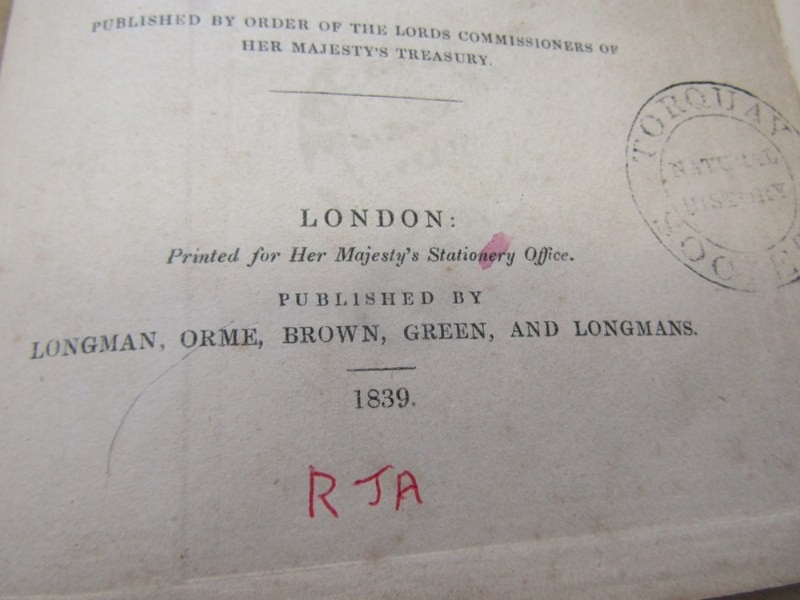 PUBLISHED BY ORDER OF THE LORDS COMMISSIONERS OF
HER MAJESTY'S TREASURY.
TORQUAY
NATURAL
HISTORY
LONDON:
Printed for Her Majesty's Stationery Office.
PUBLISHED BY
LONGMAN, ORME, BROWN, GREEN, AND LONGMANS.
1839.
RJA